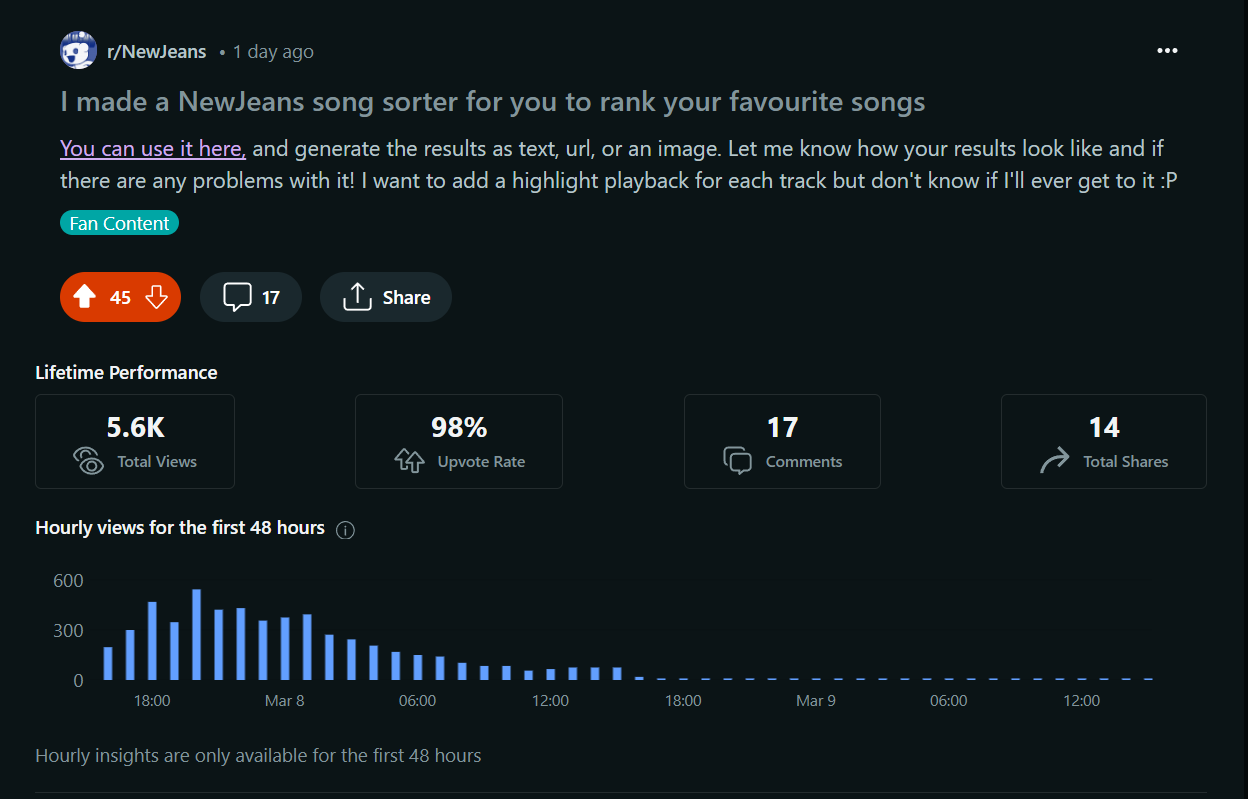 r/NewJeans • 1 day ago
I made a NewJeans song sorter for you to rank your favourite songs
You can use it here, and generate the results as text, url, or an image. Let me know how your results look like and if
there are any problems with it! I want to add a highlight playback for each track but don't know if I'll ever get to it :P
Fan Content
45 17 Share
Lifetime Performance
5.6K 98% 17 14
Total Views Upvote Rate Comments Total Shares
Hourly views for the first 48 hours
600
300
0
18:00 Mar 8 06:00 12:00 18:00 Mar 9 06:00 12:00
Hourly insights are only available for the first 48 hours